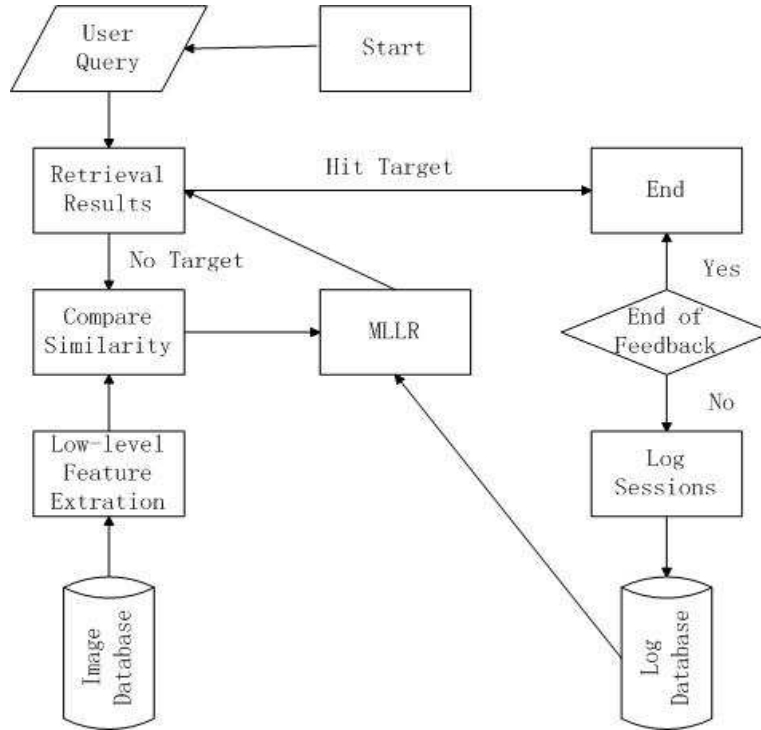 User
Query
Start
Retrieval
Results
Hit Target
End
No Target
Yes
Compare
Similarity
MLLR
End of
Feedback
No
Low-level
Feature
Extration
Log
Sessions
Image
Database
Log
Database